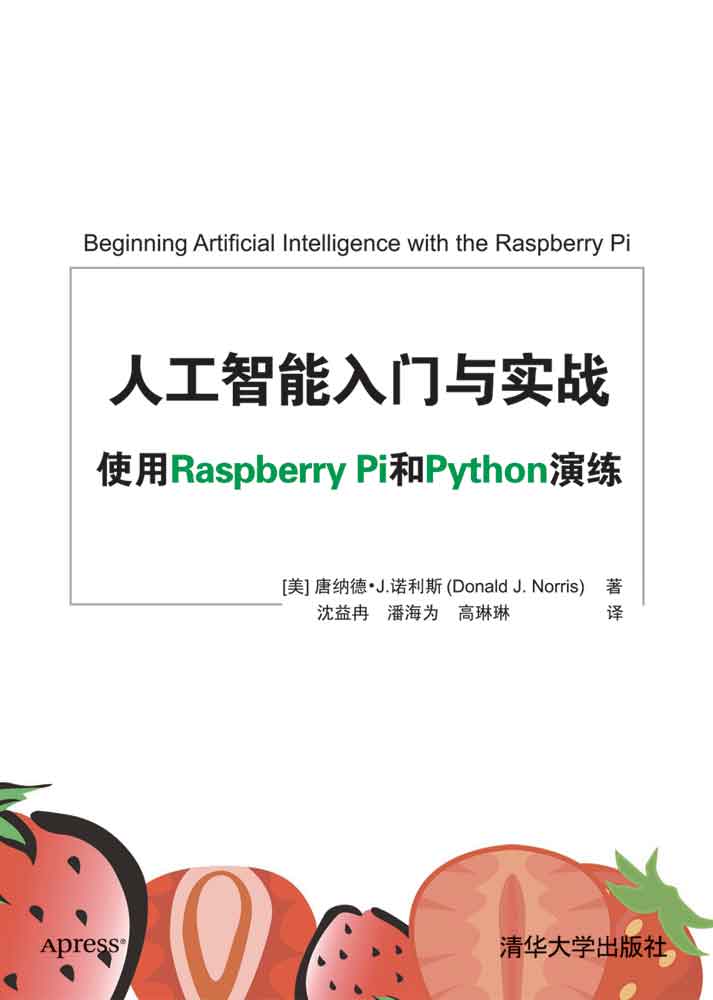 Beginning Artificial Intelligence with the Raspberry Pi
人工智能入门与实战
使用Raspberry Pi和Python演练
[美] 唐纳德•J.诺利斯 (Donald J. Norris) 著
沈益冉 潘海为 高琳琳 译
Apress®
清华大学出版社